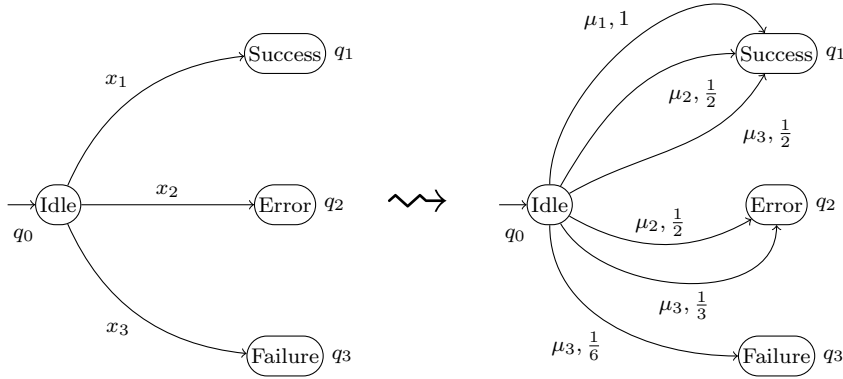 Success q₁
x₁
Idle
q₀
x₂
Error q₂
x₃
Failure q₃
μ₁, 1
Success
q₁
μ₂, 1/2
μ₃, 1/2
Idle
q₀
μ₂, 1/2
Error q₂
μ₃, 1/3
μ₃, 1/6
Failure q₃